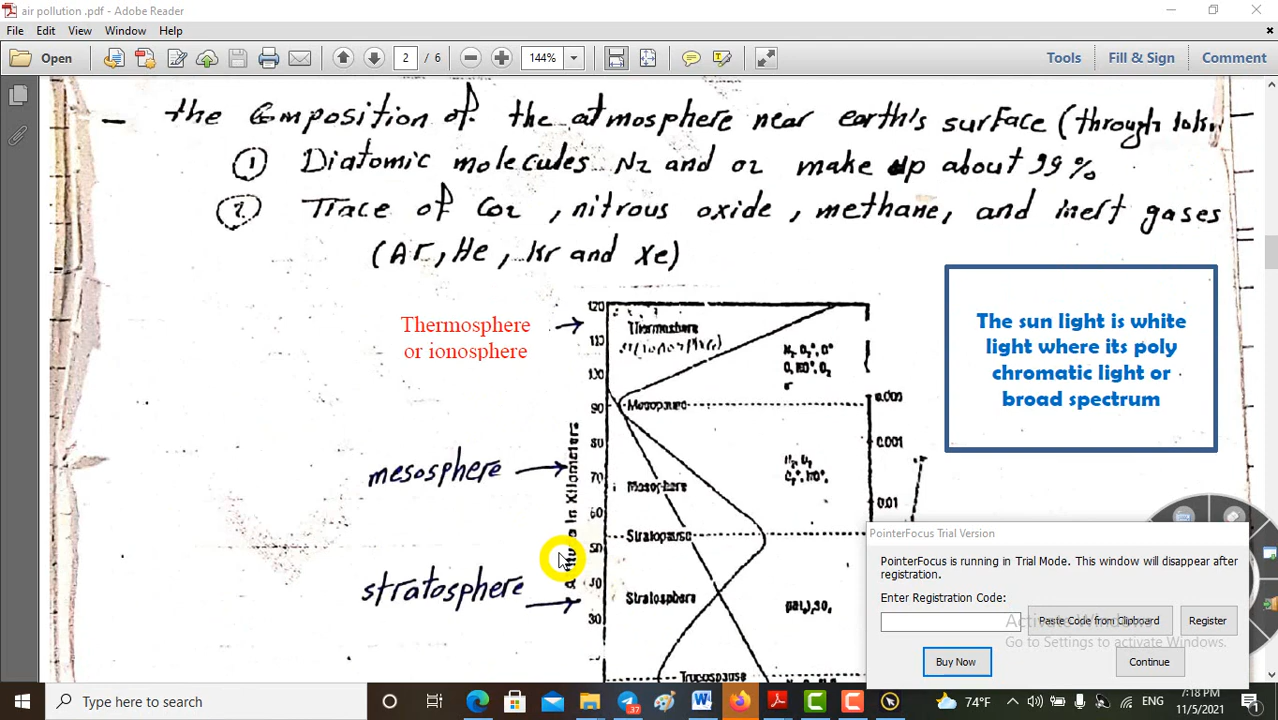 air pollution .pdf - Adobe Reader
File Edit View Window Help
Open 2 / 6 144% Tools Fill & Sign Comment
- the Composition of the atmosphere near earth's surface (through
① Diatomic molecules N2 and O2 make up about 99%
② Trace of Co2, nitrous oxide, methane, and inert gases
(Ar, He, Kr and Xe)
The sun light is white
light where its poly
chromatic light or
broad spectrum
Thermosphere
or ionosphere
mesosphere
stratosphere
120
110
100
90
80
70
60
50
40
30
in Kilometers
Thermosphere
Mesopause
Mesosphere
Stratopause
Stratosphere
Tropopause
0.001
0.01
PointerFocus Trial Version
PointerFocus is running in Trial Mode. This window will disappear after
registration.
Enter Registration Code:
Paste Code from Clipboard Register
Activate Windows
Go to Settings to activate Windows.
Buy Now Continue
Type here to search 37 74°F ENG 7:18 PM
11/5/2021